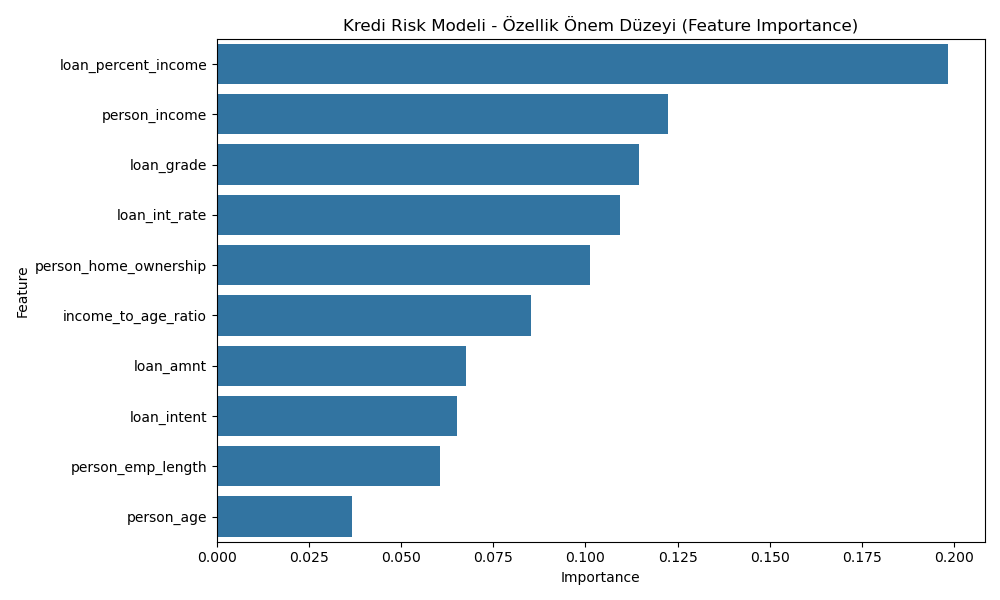 Kredi Risk Modeli - Özellik Önem Düzeyi (Feature Importance)
Feature
loan_percent_income
person_income
loan_grade
loan_int_rate
person_home_ownership
income_to_age_ratio
loan_amnt
loan_intent
person_emp_length
person_age
0.000 0.025 0.050 0.075 0.100 0.125 0.150 0.175 0.200
Importance